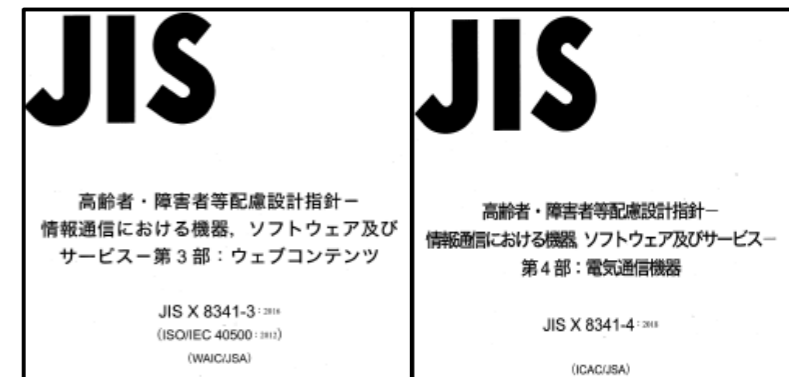 JIS
高齢者・障害者等配慮設計指針－
情報通信における機器，ソフトウェア及び
サービス－第３部：ウェブコンテンツ
JIS X 8341-3：2016
(ISO/IEC 40500：2012)
(WAIC/JSA)
JIS
高齢者・障害者等配慮設計指針－
情報通信における機器，ソフトウェア及びサービス－
第４部：電気通信機器
JIS X 8341-4：2018
(ICAC/JSA)